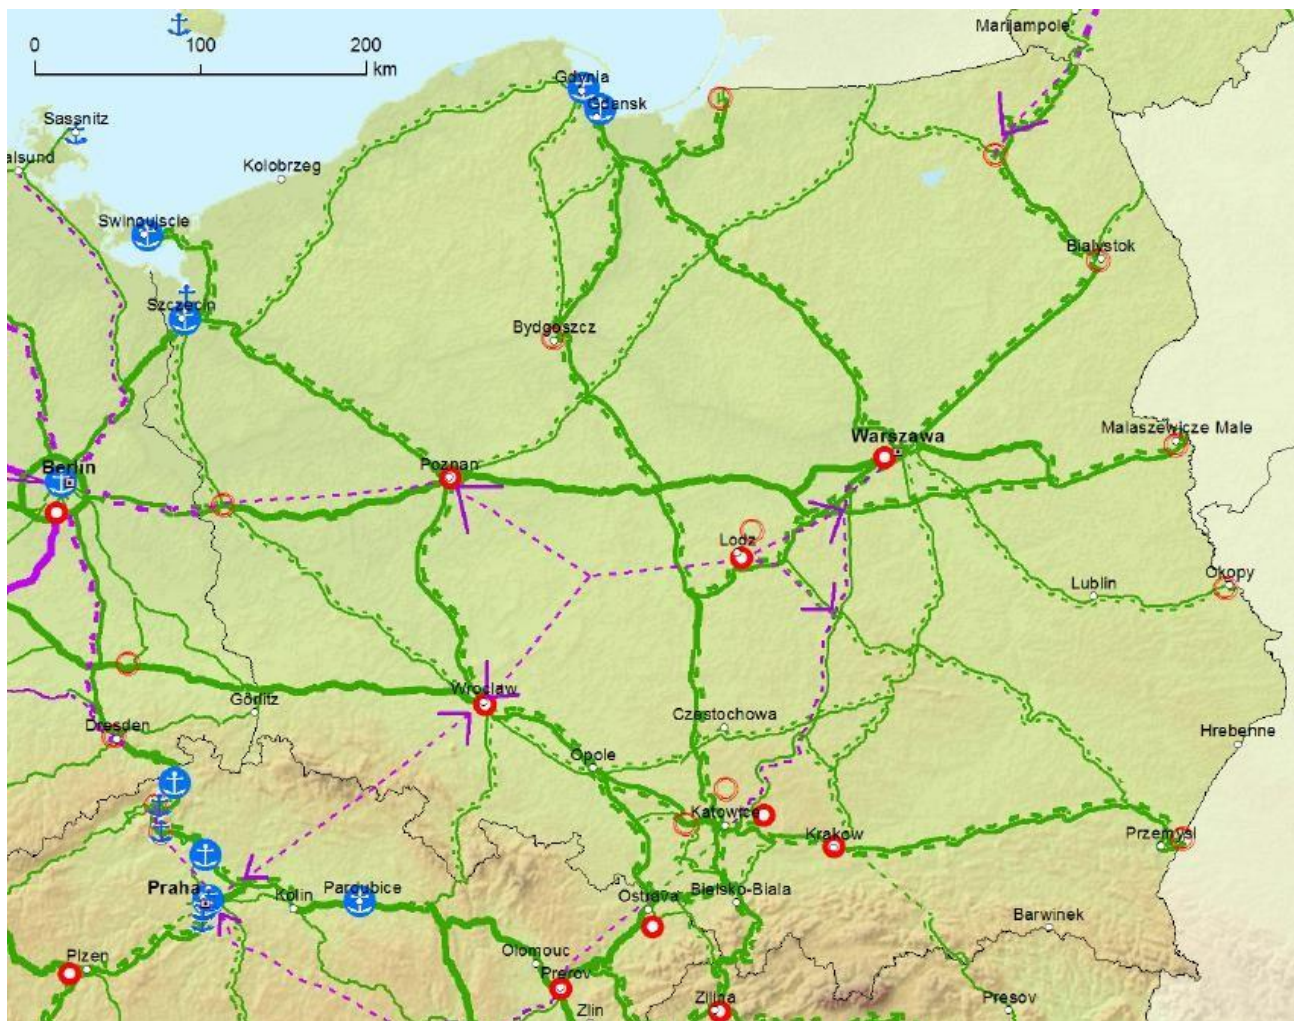 Marijampole
0 100 200
km
Gdynia
Gdansk
Sassnitz
alsund
Kolobrzeg
Swinoujscie
Bialystok
Szczecin
Bydgoszcz
Malaszewicze Male
Warszawa
Berlin
Poznan
Lodz
Okopy
Lublin
Wroclaw
Görlitz
Czestochowa
Dresden
Hrebenne
Opole
Katowice
Krakow
Przemysl
Praha
Kolin
Pardubice
Ostrava
Bielsko-Biala
Barwinek
Plzen
Olomouc
Prerov
Zilina
Presov
Zlin